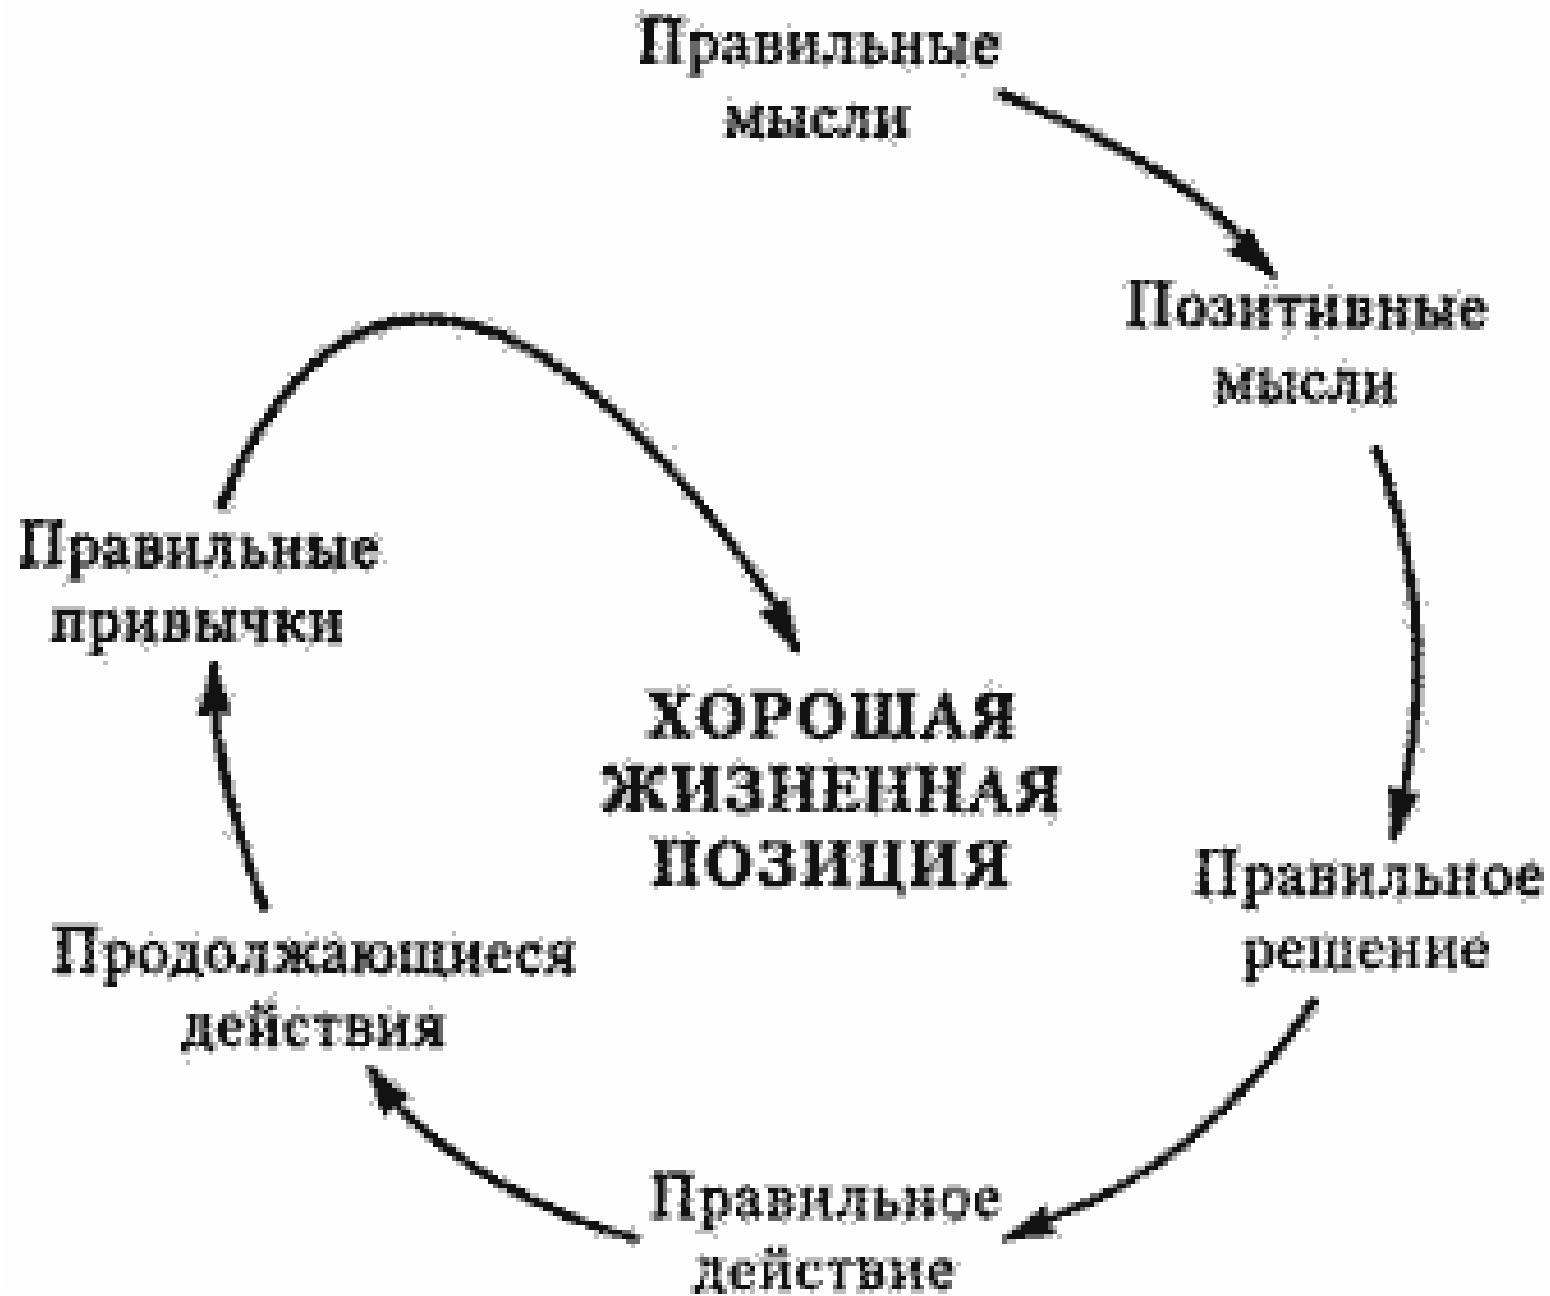 Правильные
мысли
Позитивные
мысли
Правильное
решение
Правильное
действие
Продолжающиеся
действия
Правильные
привычки
ХОРОШАЯ
ЖИЗНЕННАЯ
ПОЗИЦИЯ